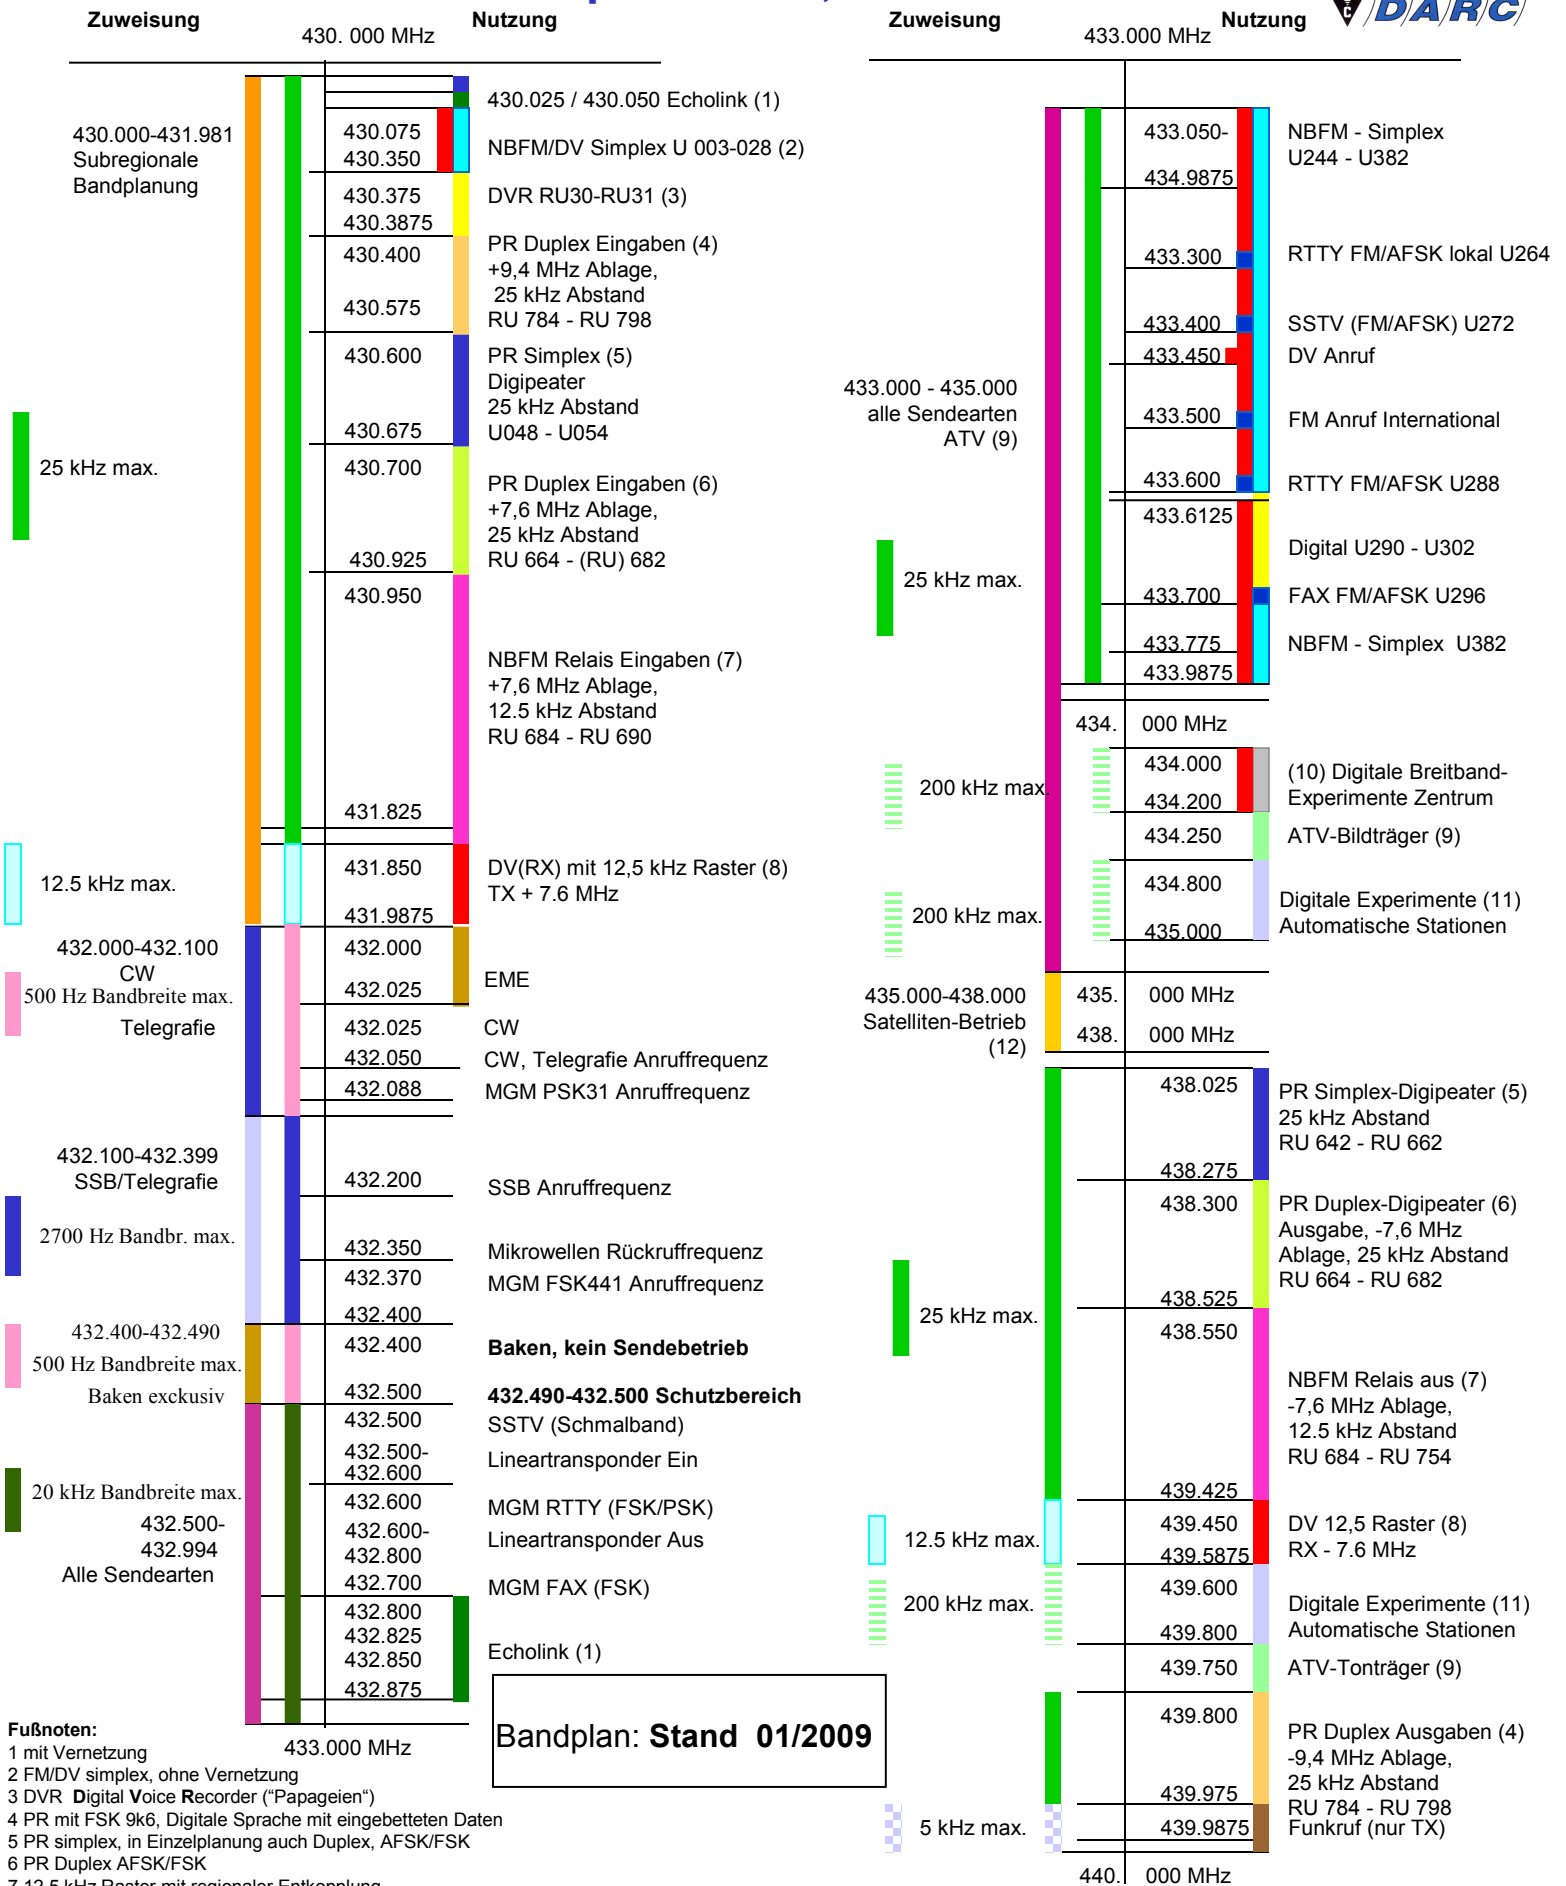 Zuweisung
430. 000 MHz
Nutzung
430.025 / 430.050 Echolink (1)
430.000-431.981
Subregionale
Bandplanung
430.075
430.350
NBFM/DV Simplex U 003-028 (2)
430.375
430.3875
DVR RU30-RU31 (3)
430.400
430.575
PR Duplex Eingaben (4)
+9,4 MHz Ablage,
25 kHz Abstand
RU 784 - RU 798
430.600
430.675
PR Simplex (5)
Digipeater
25 kHz Abstand
U048 - U054
25 kHz max.
430.700
430.925
PR Duplex Eingaben (6)
+7,6 MHz Ablage,
25 kHz Abstand
RU 664 - (RU) 682
430.950
431.825
NBFM Relais Eingaben (7)
+7,6 MHz Ablage,
12.5 kHz Abstand
RU 684 - RU 690
12.5 kHz max.
431.850
431.9875
DV(RX) mit 12,5 kHz Raster (8)
TX + 7.6 MHz
432.000-432.100
CW
500 Hz Bandbreite max.
Telegrafie
432.000
432.025
EME
432.025
CW
432.050
CW, Telegrafie Anruffrequenz
432.088
MGM PSK31 Anruffrequenz
432.100-432.399
SSB/Telegrafie
2700 Hz Bandbr. max.
432.200
SSB Anruffrequenz
432.350
Mikrowellen Rückruffrequenz
432.370
MGM FSK441 Anruffrequenz
432.400
432.400-432.490
500 Hz Bandbreite max.
Baken exckusiv
432.400
Baken, kein Sendebetrieb
432.500
432.490-432.500 Schutzbereich
432.500
SSTV (Schmalband)
432.500-
432.600
Lineartransponder Ein
20 kHz Bandbreite max.
432.500-
432.994
Alle Sendearten
432.600
MGM RTTY (FSK/PSK)
432.600-
432.800
Lineartransponder Aus
432.700
MGM FAX (FSK)
432.800
432.825
432.850
432.875
Echolink (1)
433.000 MHz
Bandplan: Stand 01/2009
Fußnoten:
1 mit Vernetzung
2 FM/DV simplex, ohne Vernetzung
3 DVR Digital Voice Recorder (“Papageien“)
4 PR mit FSK 9k6, Digitale Sprache mit eingebetteten Daten
5 PR simplex, in Einzelplanung auch Duplex, AFSK/FSK
6 PR Duplex AFSK/FSK
7 12,5 kHz Raster mit regionaler Entkopplung
Zuweisung
433.000 MHz
Nutzung
DARC
433.050-
434.9875
NBFM - Simplex
U244 - U382
433.300
RTTY FM/AFSK lokal U264
433.400
SSTV (FM/AFSK) U272
433.450
DV Anruf
433.000 - 435.000
alle Sendearten
ATV (9)
433.500
FM Anruf International
433.600
RTTY FM/AFSK U288
433.6125
Digital U290 - U302
25 kHz max.
433.700
FAX FM/AFSK U296
433.775
433.9875
NBFM - Simplex U382
434. 000 MHz
200 kHz max.
434.000
434.200
(10) Digitale Breitband-
Experimente Zentrum
434.250
ATV-Bildträger (9)
200 kHz max.
434.800
435.000
Digitale Experimente (11)
Automatische Stationen
435.000-438.000
Satelliten-Betrieb
(12)
435. 000 MHz
438. 000 MHz
438.025
438.275
PR Simplex-Digipeater (5)
25 kHz Abstand
RU 642 - RU 662
438.300
438.525
PR Duplex-Digipeater (6)
Ausgabe, -7,6 MHz
Ablage, 25 kHz Abstand
RU 664 - RU 682
25 kHz max.
438.550
439.425
NBFM Relais aus (7)
-7,6 MHz Ablage,
12.5 kHz Abstand
RU 684 - RU 754
12.5 kHz max.
439.450
439.5875
DV 12,5 Raster (8)
RX - 7.6 MHz
200 kHz max.
439.600
439.800
Digitale Experimente (11)
Automatische Stationen
439.750
ATV-Tonträger (9)
439.800
439.975
PR Duplex Ausgaben (4)
-9,4 MHz Ablage,
25 kHz Abstand
RU 784 - RU 798
5 kHz max.
439.9875
Funkruf (nur TX)
440. 000 MHz